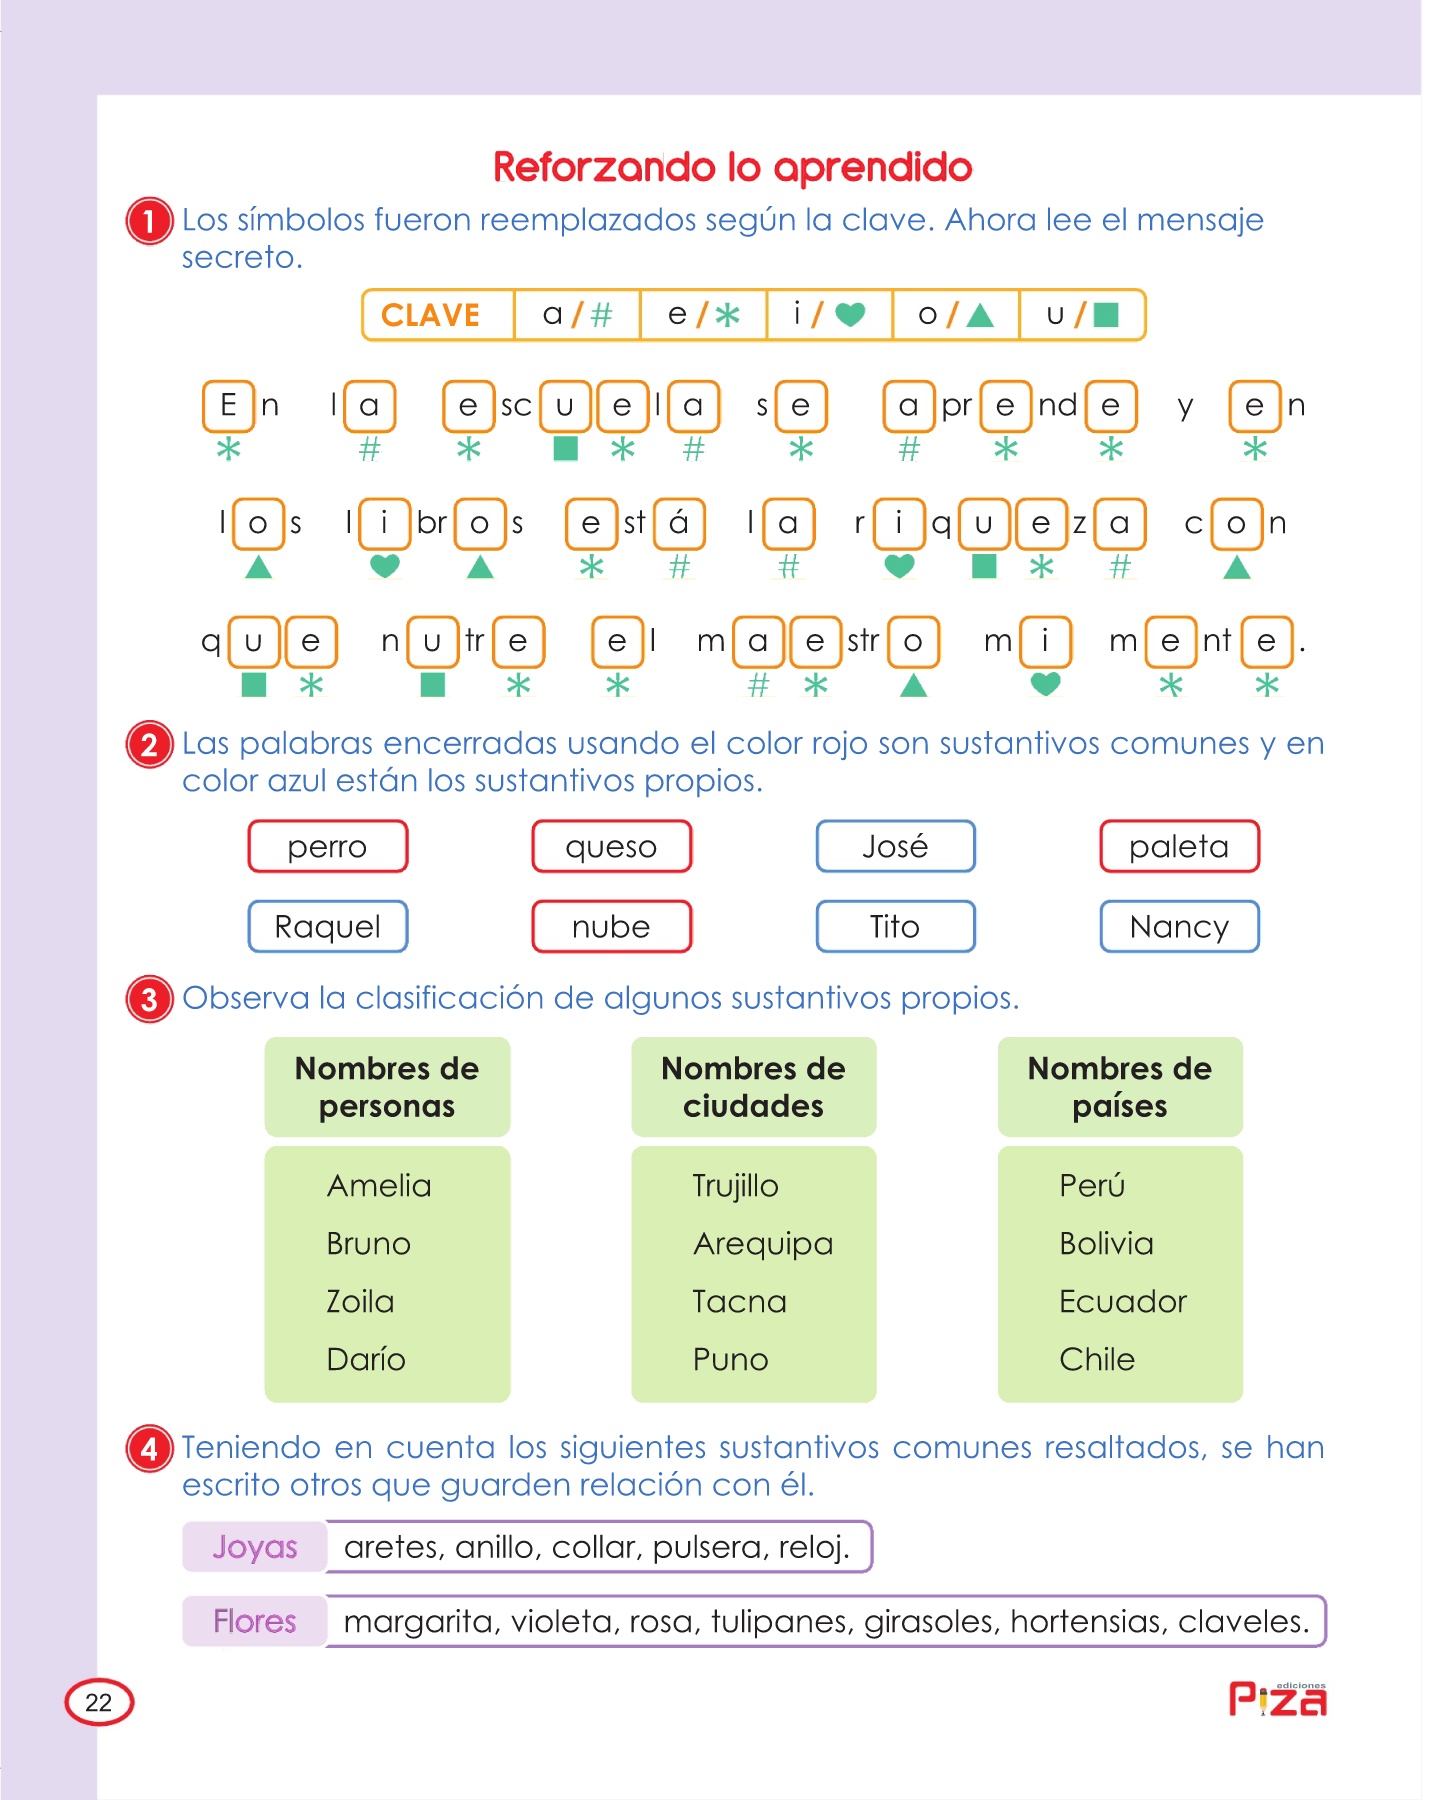 Reforzando lo aprendido
1 Los símbolos fueron reemplazados según la clave. Ahora lee el mensaje
secreto.
CLAVE a / # e / * i / ♥ o / ▲ u / ■
En la escuela se aprende y en
* # * ■ * # * # * * *
los libros está la riqueza con
▲ ♥ ▲ * # # ♥ ■ * # ▲
que nutre el maestro mi mente.
■ * ■ * * # * ▲ ♥ * *
2 Las palabras encerradas usando el color rojo son sustantivos comunes y en
color azul están los sustantivos propios.
perro queso José paleta
Raquel nube Tito Nancy
3 Observa la clasificación de algunos sustantivos propios.
Nombres de personas
Nombres de ciudades
Nombres de países
Amelia Trujillo Perú
Bruno Arequipa Bolivia
Zoila Tacna Ecuador
Darío Puno Chile
4 Teniendo en cuenta los siguientes sustantivos comunes resaltados, se han
escrito otros que guarden relación con él.
Joyas aretes, anillo, collar, pulsera, reloj.
Flores margarita, violeta, rosa, tulipanes, girasoles, hortensias, claveles.
22
ediciones
Piza